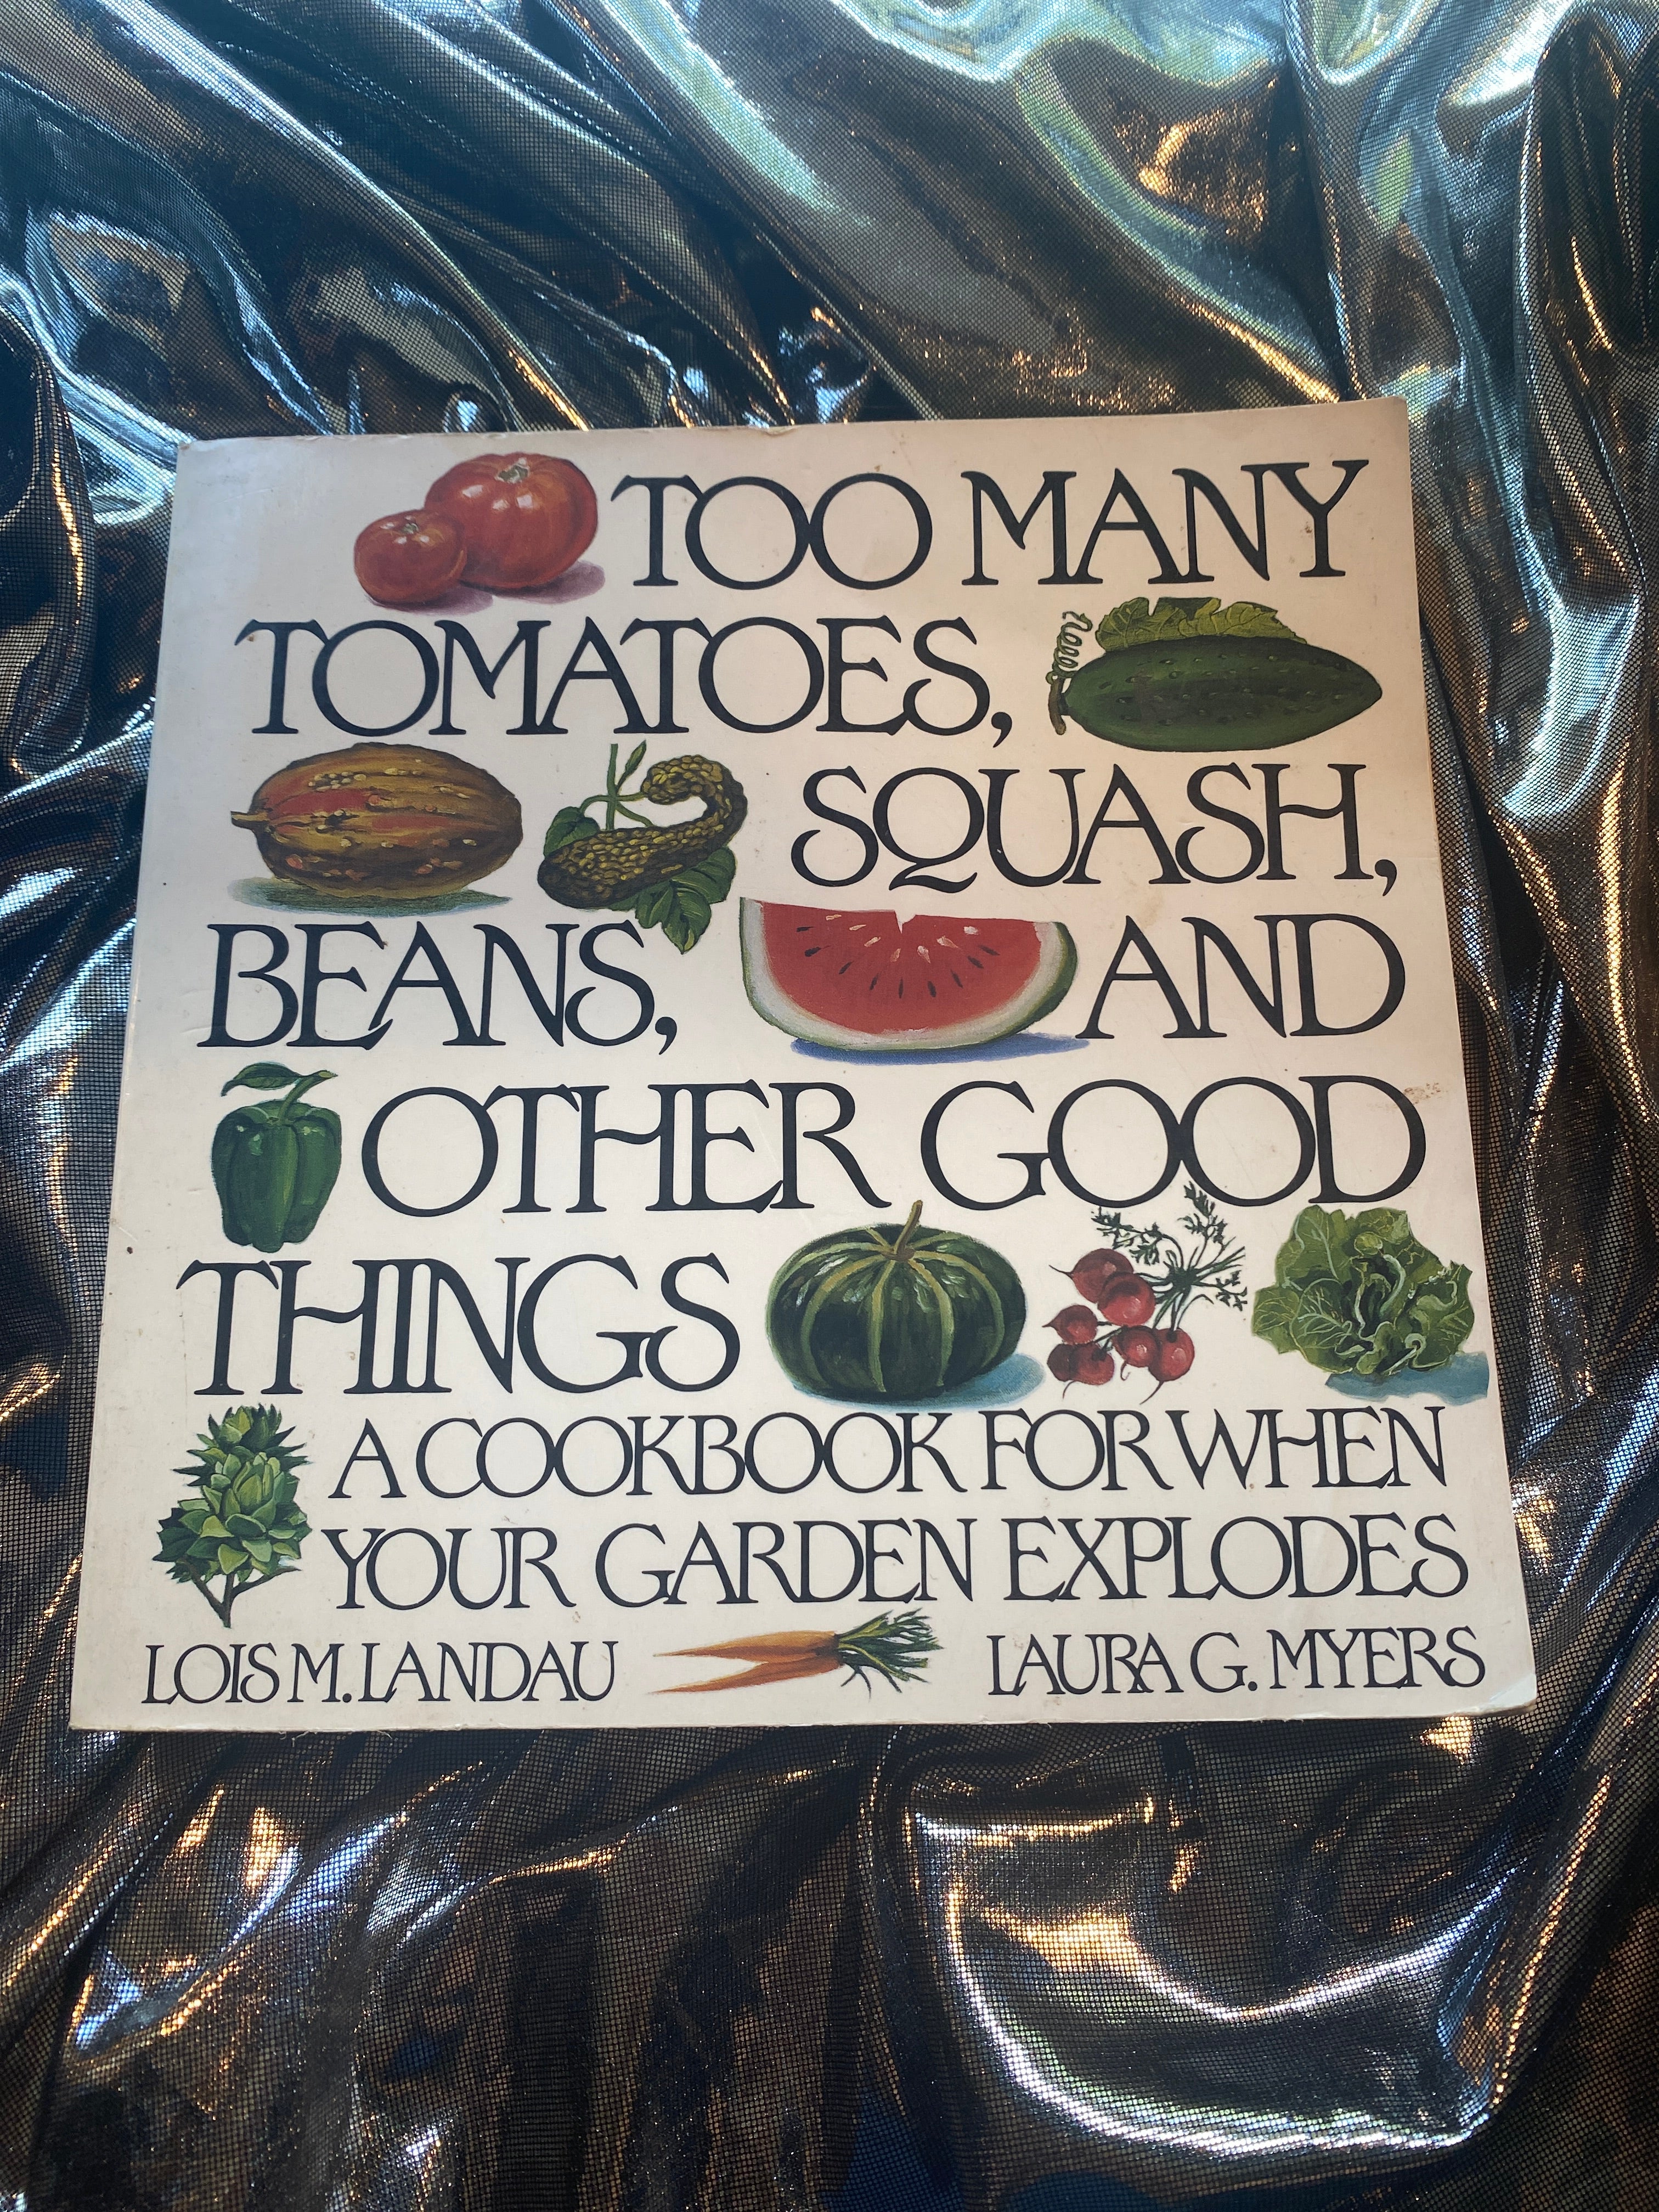 TOO MANY
TOMATOES,
SQUASH,
BEANS, AND
OTHER GOOD
THINGS
A COOKBOOK FOR WHEN
YOUR GARDEN EXPLODES
LOIS M. LANDAU LAURA G. MYERS